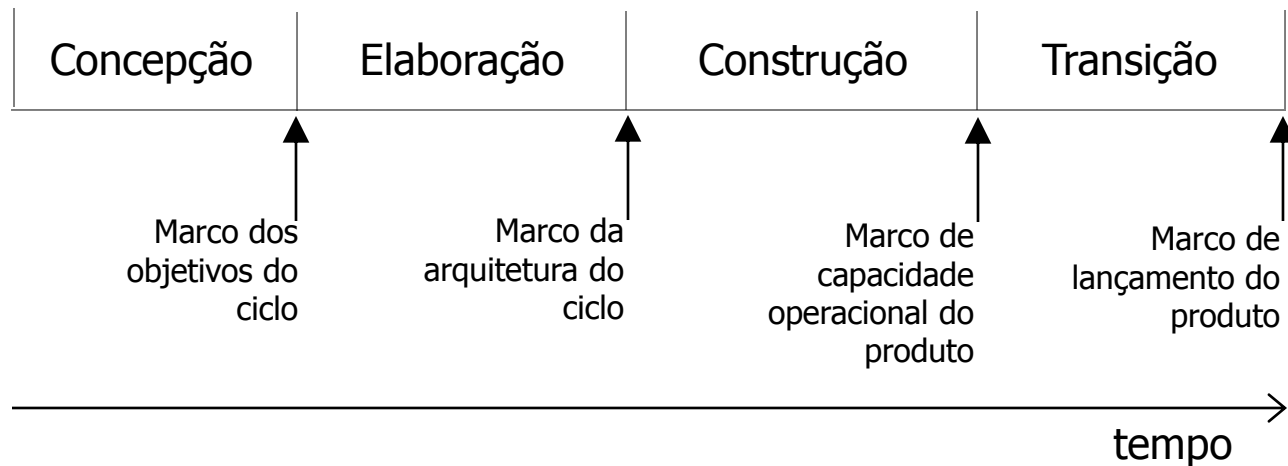 Concepção
Elaboração
Construção
Transição
Marco dos
objetivos do
ciclo
Marco da
arquitetura do
ciclo
Marco de
capacidade
operacional do
produto
Marco de
lançamento do
produto
tempo